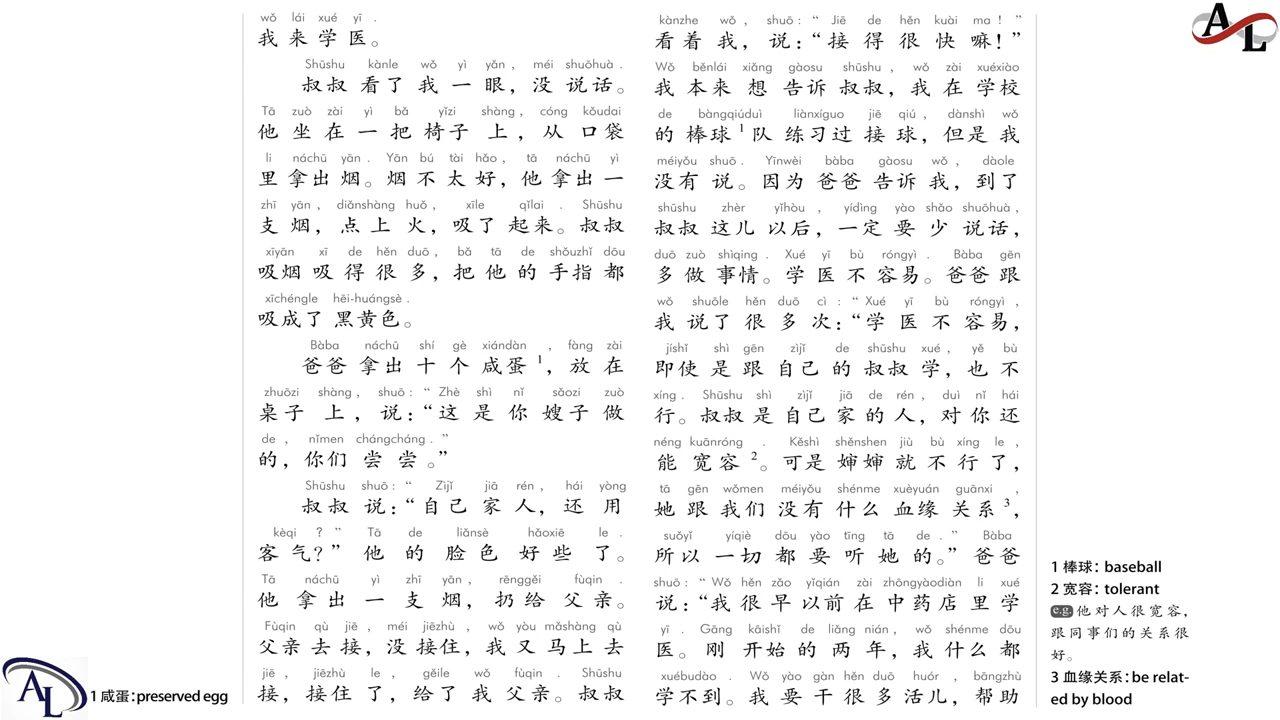 wǒ lái xué yī .
我来学医。
Shūshu kànle wǒ yì yǎn, méi shuōhuà .
叔叔看了我一眼，没说话。
Tā zuò zài yì bǎ yǐzi shàng, cóng kǒudai
他坐在一把椅子上，从口袋
li náchū yān . Yān bú tài hǎo, tā náchū yì
里拿出烟。烟不太好，他拿出一
zhī yān, diǎnshàng huǒ, xīle qǐlai . Shūshu
支烟，点上火，吸了起来。叔叔
xīyān xī de hěn duō, bǎ tā de shǒuzhǐ dōu
吸烟吸得很多，把他的手指都
xīchéngle hēi-huángsè.
吸成了黑黄色。
Bàba náchū shí gè xiándàn, fàng zài
爸爸拿出十个咸蛋1，放在
zhuōzi shàng, shuō: “ Zhè shì nǐ sǎozi zuò
桌子上，说：“这是你嫂子做
de, nǐmen chángcháng . ”
的，你们尝尝。”
Shūshu shuō: “ Zìjǐ jiā rén, hái yòng
叔叔说：“自己家人，还用
kèqi ? ” Tā de liǎnsè hǎoxiē le .
客气？” 他的脸色好些了。
Tā náchū yì zhī yān, rēnggěi fùqin .
他拿出一支烟，扔给父亲。
Fùqin qù jiē, méi jiēzhù, wǒ yòu mǎshàng qù
父亲去接，没接住，我又马上去
jiē, jiēzhù le, gěile wǒ fùqin. Shūshu
接，接住了，给了我父亲。叔叔
1 咸蛋：preserved egg
kànzhe wǒ, shuō: “ Jiē de hěn kuài ma! ”
看着我，说：“接得很快嘛！”
Wǒ běnlái xiǎng gàosu shūshu, wǒ zài xuéxiào
我本来想告诉叔叔，我在学校
de bàngqiúduì liànxíguo jiē qiú, dànshì wǒ
的棒球1队练习过接球，但是我
méiyǒu shuō. Yīnwèi bàba gàosu wǒ, dàole
没有说。因为爸爸告诉我，到了
shūshu zhèr yǐhòu, yídìng yào shǎo shuōhuà,
叔叔这儿以后，一定要少说话，
duō zuò shìqing. Xué yī bù róngyì. Bàba gēn
多做事情。学医不容易。爸爸跟
wǒ shuōle hěn duō cì: “ Xué yī bù róngyì,
我说了很多次：“学医不容易，
jíshǐ shì gēn zìjǐ de shūshu xué, yě bù
即使是跟自己的叔叔学，也不
xíng. Shūshu shì zìjǐ jiā de rén, duì nǐ hái
行。叔叔是自己家的人，对你还
néng kuānróng . Kěshì shěnshen jiù bù xíng le,
能宽容2。可是婶婶就不行了，
tā gēn wǒmen méiyǒu shénme xuèyuán guānxi ,
她跟我们没有什么血缘关系3，
suǒyǐ yíqiè dōu yào tīng tā de. ” Bàba
所以一切都要听她的。” 爸爸
shuō: “ Wǒ hěn zǎo yǐqián zài zhōngyàodiàn li xué
说：“我很早以前在中药店里学
yī . Gāng kāishǐ de liǎng nián, wǒ shénme dōu
医。刚开始的两年，我什么都
xuébudào. Wǒ yào gàn hěn duō huór, bāngzhù
学不到。我要干很多活儿，帮助
1 棒球：baseball
2 宽容：tolerant
e.g. 他对人很宽容，
跟同事们的关系很
好。
3 血缘关系：be relat-
ed by blood
AL
AL